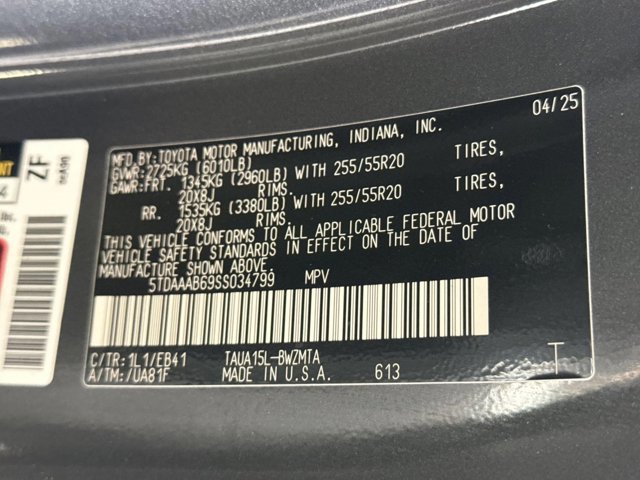 04/25
MFD.BY:TOYOTA MOTOR MANUFACTURING, INDIANA, INC.
GVWR:2725KG (6010LB)
GAWR:FRT. 1345KG (2960LB) WITH 255/55R20 TIRES,
20X8J RIMS.
RR. 1535KG (3380LB) WITH 255/55R20 TIRES,
20X8J RIMS.
THIS VEHICLE CONFORMS TO ALL APPLICABLE FEDERAL MOTOR
VEHICLE SAFETY STANDARDS IN EFFECT ON THE DATE OF
MANUFACTURE SHOWN ABOVE.
5TDAAAB69SS034799 MPV
C/TR:1L1/EB41 TAUA15L-BWZMTA
A/TM:/UA81F MADE IN U.S.A. 613 T
ZF